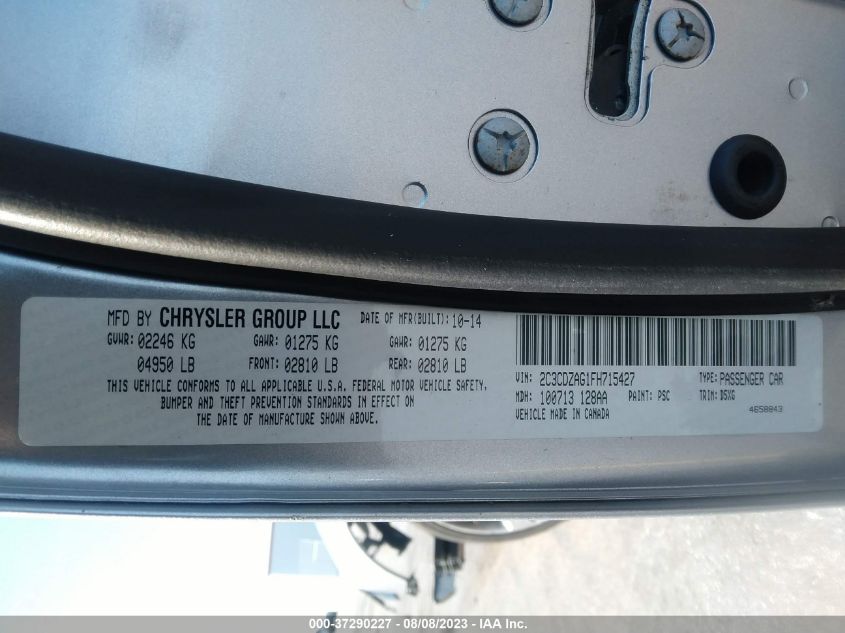 MFD BY CHRYSLER GROUP LLC DATE OF MFR(BUILT): 10-14
GVWR: 02246 KG GAWR: 01275 KG GAWR: 01275 KG
04950 LB FRONT: 02810 LB REAR: 02810 LB
THIS VEHICLE CONFORMS TO ALL APPLICABLE U.S.A. FEDERAL MOTOR VEHICLE SAFETY,
BUMPER AND THEFT PREVENTION STANDARDS IN EFFECT ON
THE DATE OF MANUFACTURE SHOWN ABOVE.
VIN: 2C3CDZAG1FH715427 TYPE: PASSENGER CAR
MDH: 100713 128AA PAINT: PSC TRIM: D5XG
VEHICLE MADE IN CANADA 4658843
000-37290227 - 08/08/2023 - IAA Inc.